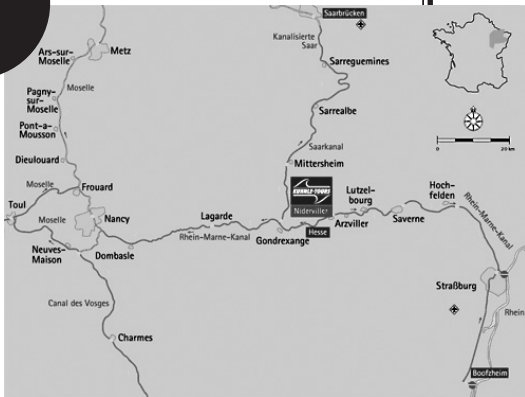 Saarbrücken
Kanalisierte
Saar
Ars-sur-
Moselle
Metz
Sarreguemines
Moselle
Pagny-
sur-
Moselle
Sarrealbe
Pont-a-
Mousson
Saarkanal
0
20 km
Dieulouard
Mittersheim
Moselle
Frouard
KUHNLE-TOURS
Niderviller
Lutzel-
bourg
Hoch-
felden
Toul
Moselle
Nancy
Lagarde
Arzviller
Saverne
Rhein-Marne-Kanal
Rhein-Marne-Kanal
Gondrexange
Hesse
Neuves-
Maison
Dombasle
Straßburg
Canal des Vosges
Rhein
Charmes
Boofzheim